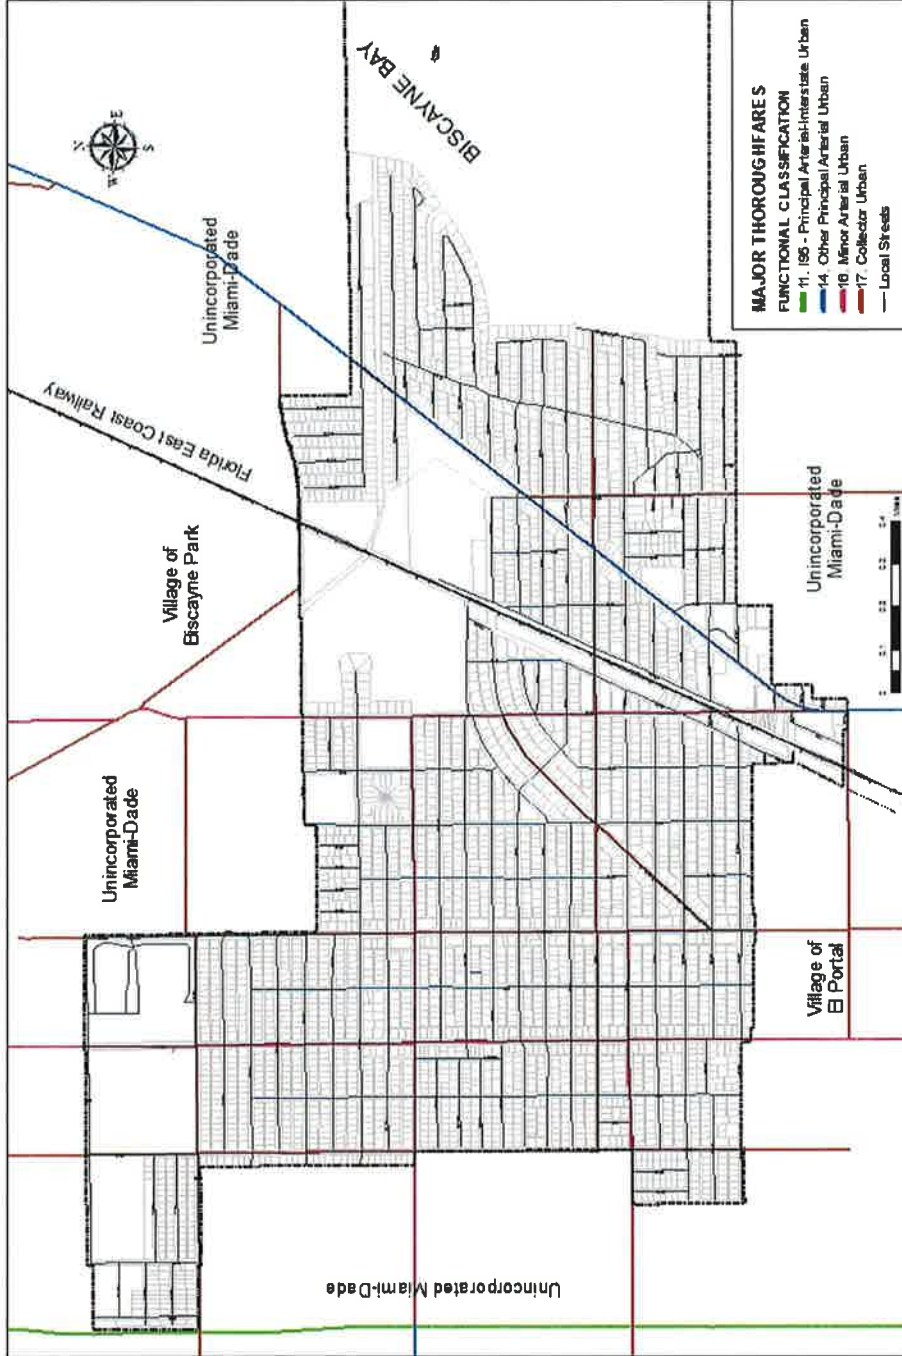 N
E
S
W
BISCAYNE BAY
Florida East Coast Railway
Unincorporated
Miami-Dade
Village of
Biscayne Park
Unincorporated
Miami-Dade
Unincorporated Miami-Dade
Village of
El Portal
Unincorporated
Miami-Dade
MAJOR THOROUGHFARES
FUNCTIONAL CLASSIFICATION
11. I95 - Principal Arterial-Interstate Urban
14. Other Principal Arterial Urban
16. Minor Arterial Urban
17. Collector Urban
Local Streets